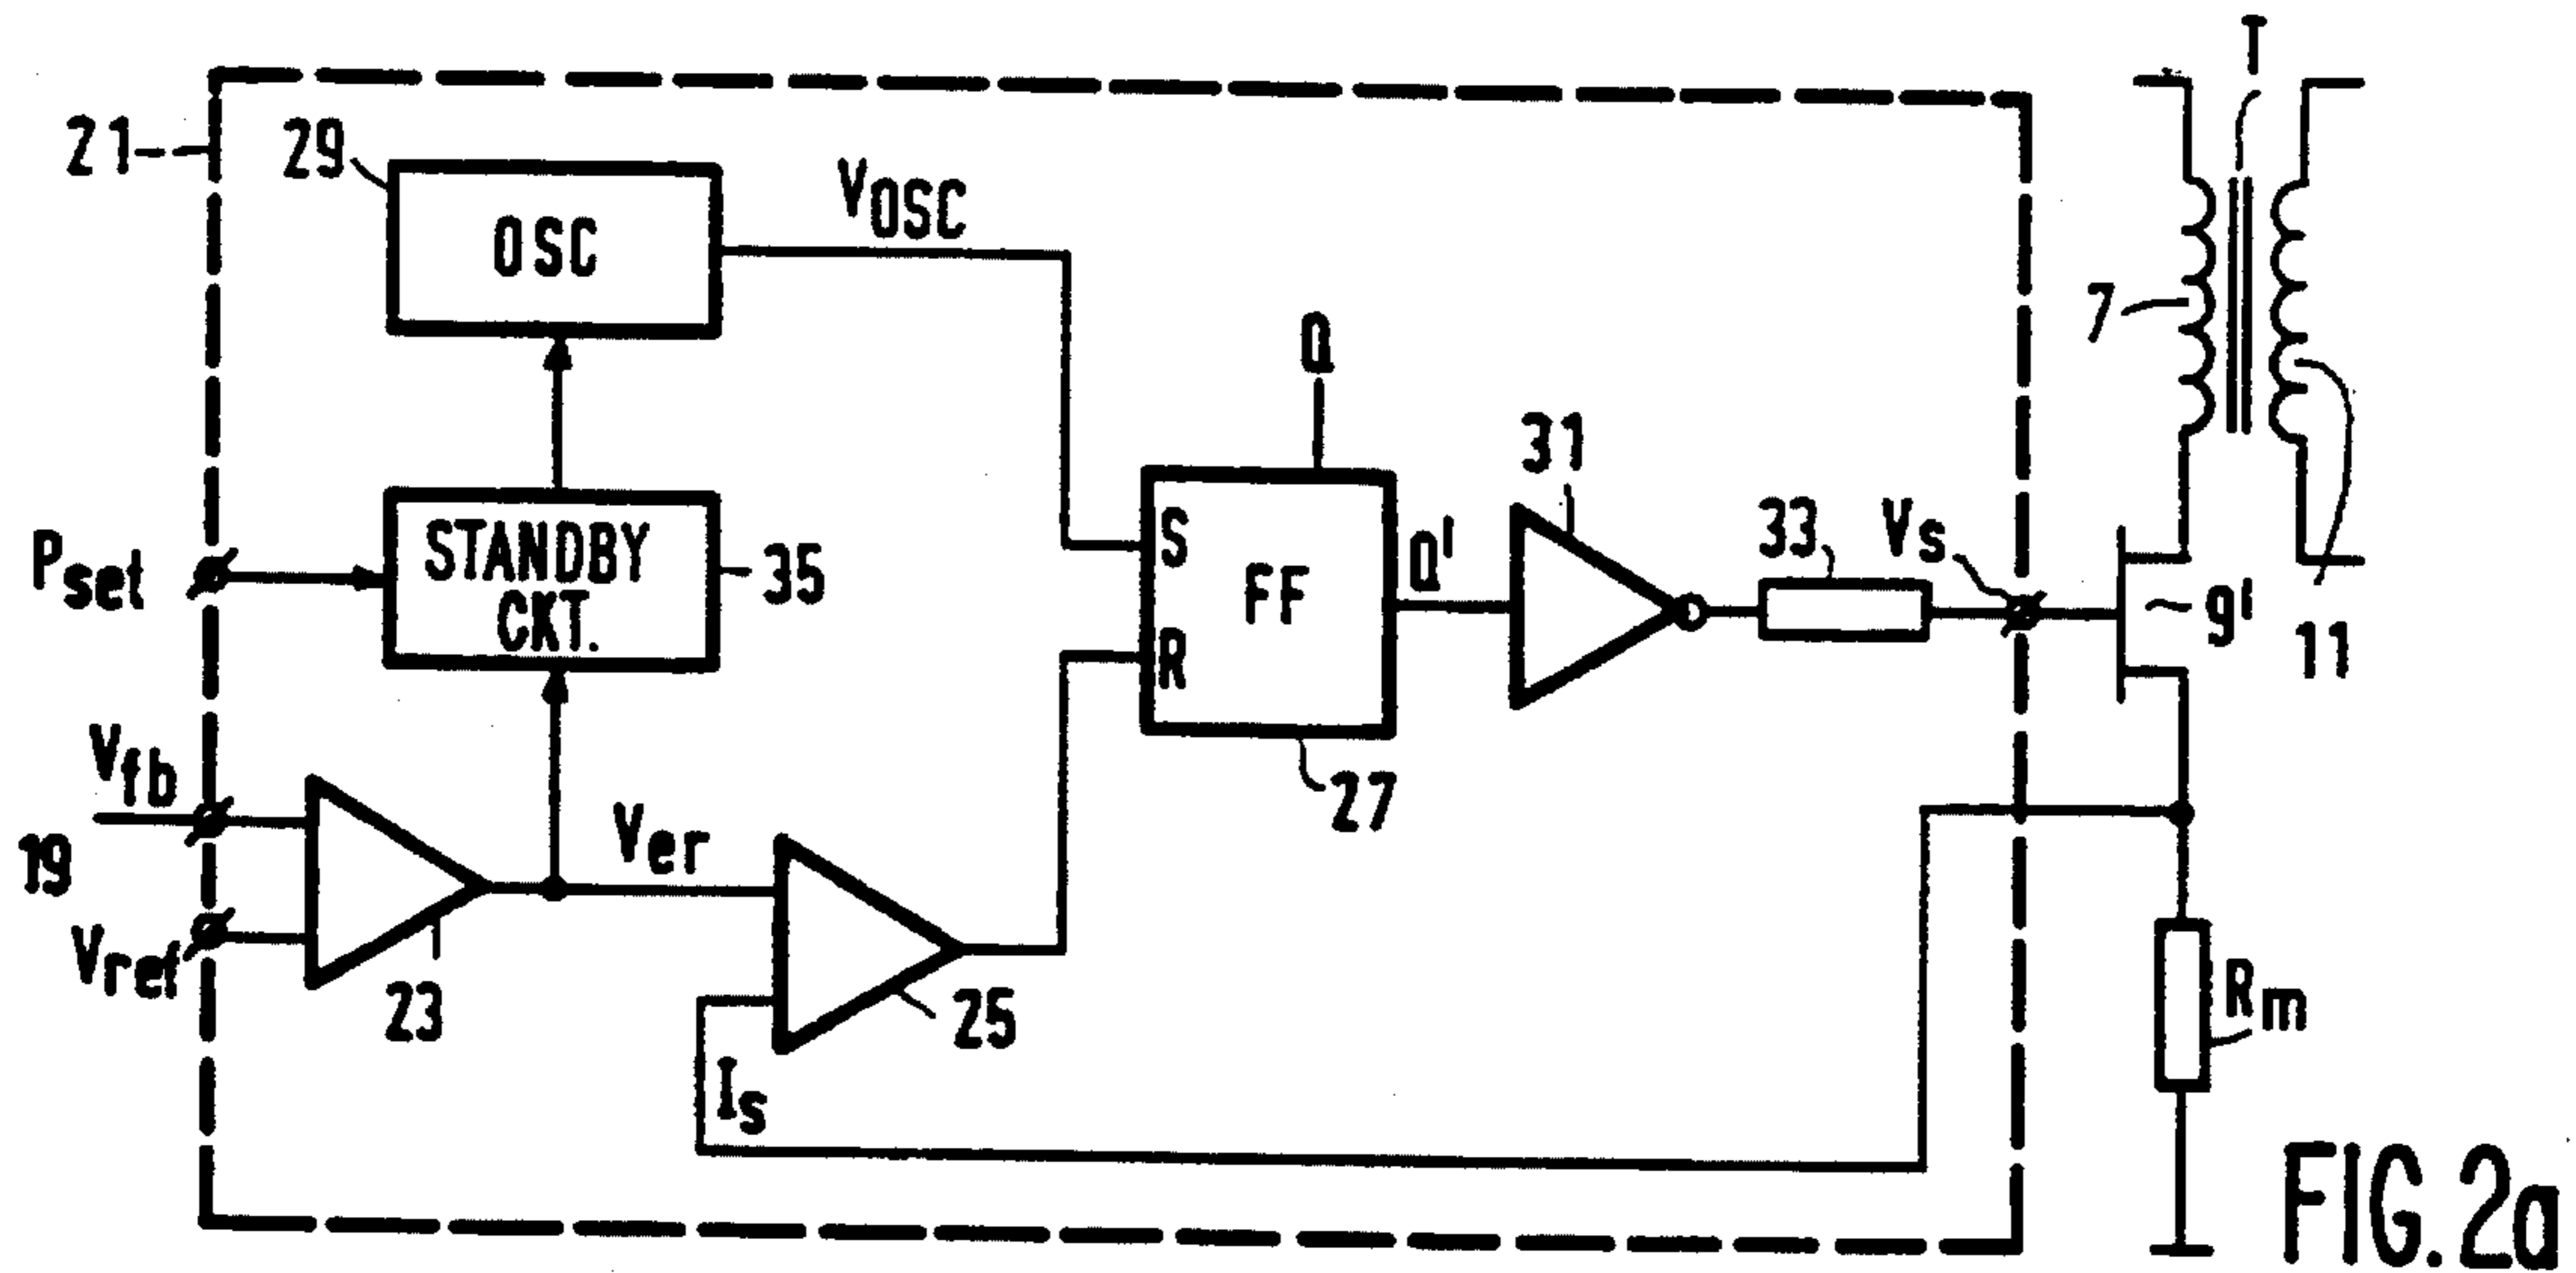 T
21
29
OSC
VOSC
7
Q
31
Pset
STANDBY
CKT.
35
S
FF
R
Q'
33
Vs
9'
11
Vfb
19
Vref
23
Ver
25
27
Is
Rm
FIG.2a